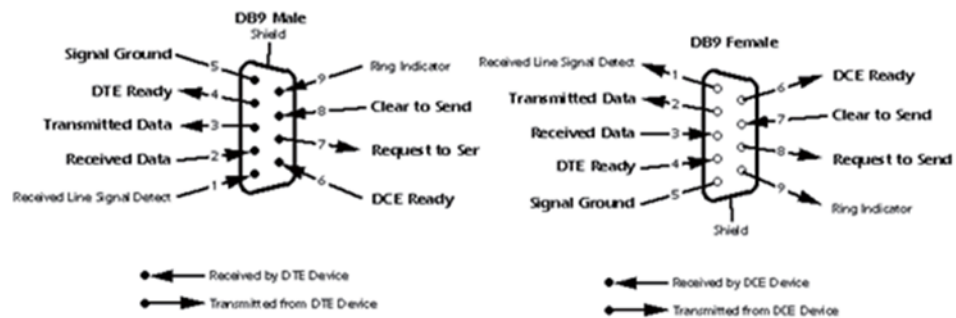 DB9 Male
Shield
Signal Ground
5
9
Ring Indicator
DTE Ready
4
8
Clear to Send
Transmitted Data
3
7
Request to Ser
Received Data
2
6
DCE Ready
Received Line Signal Detect
1
Received by DTE Device
Transmitted from DTE Device
DB9 Female
Received Line Signal Detect
1
6
DCE Ready
Transmitted Data
2
7
Clear to Send
Received Data
3
8
Request to Send
DTE Ready
4
9
Ring Indicator
Signal Ground
5
Shield
Received by DCE Device
Transmitted from DCE Device